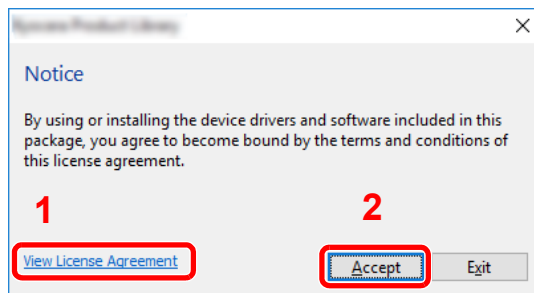 Notice
By using or installing the device drivers and software included in this
package, you agree to become bound by the terms and conditions of
this license agreement.
1
2
View License Agreement
Accept
Exit